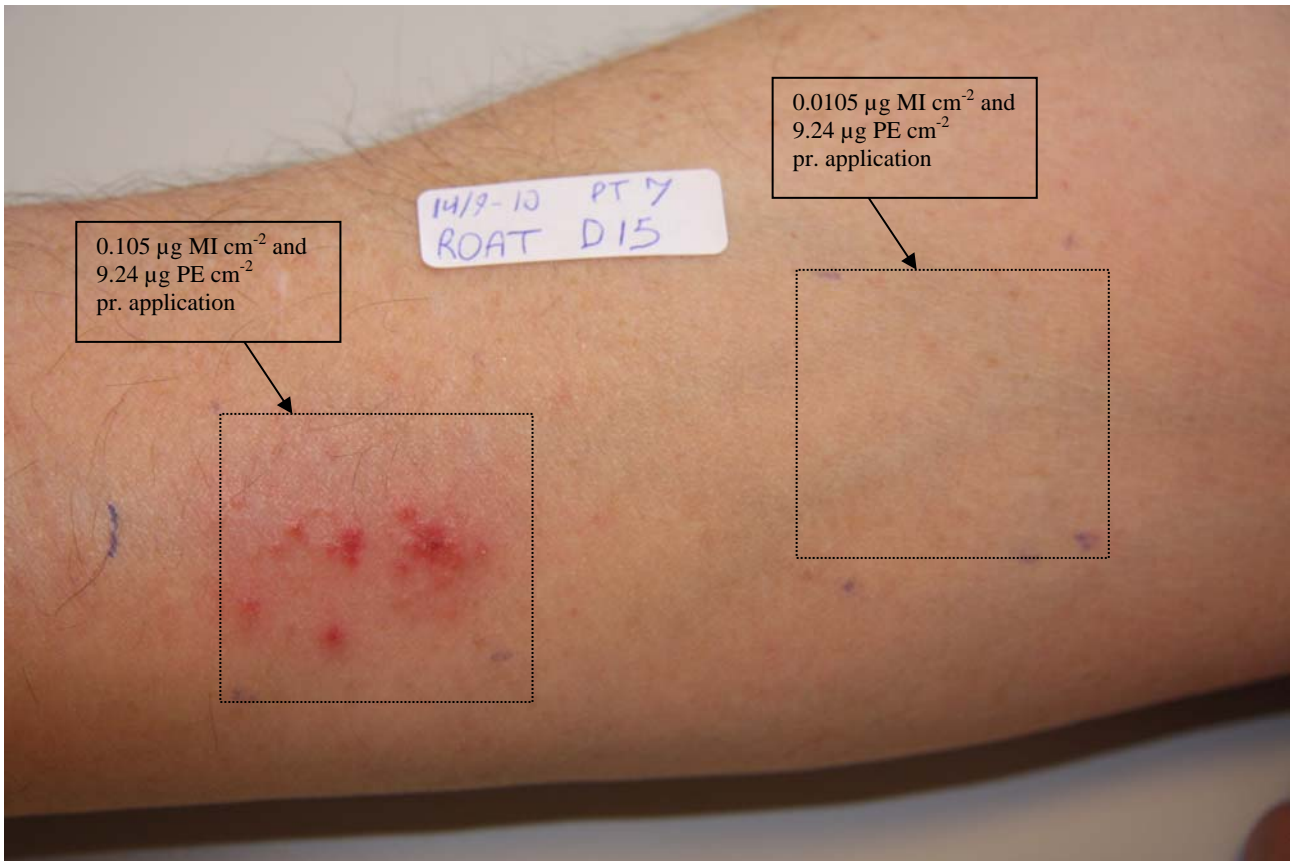 0.0105 µg MI cm-2 and
9.24 µg PE cm-2
pr. application
14/9-10 PT 7
ROAT D15
0.105 µg MI cm-2 and
9.24 µg PE cm-2
pr. application